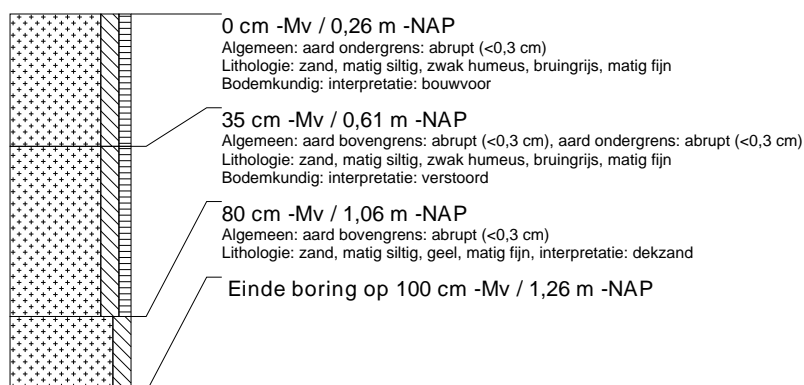 0 cm -Mv / 0,26 m -NAP
Algemeen: aard ondergrens: abrupt (<0,3 cm)
Lithologie: zand, matig siltig, zwak humeus, bruingrijs, matig fijn
Bodemkundig: interpretatie: bouwvoor
35 cm -Mv / 0,61 m -NAP
Algemeen: aard bovengrens: abrupt (<0,3 cm), aard ondergrens: abrupt (<0,3 cm)
Lithologie: zand, matig siltig, zwak humeus, bruingrijs, matig fijn
Bodemkundig: interpretatie: verstoord
80 cm -Mv / 1,06 m -NAP
Algemeen: aard bovengrens: abrupt (<0,3 cm)
Lithologie: zand, matig siltig, geel, matig fijn, interpretatie: dekzand
Einde boring op 100 cm -Mv / 1,26 m -NAP